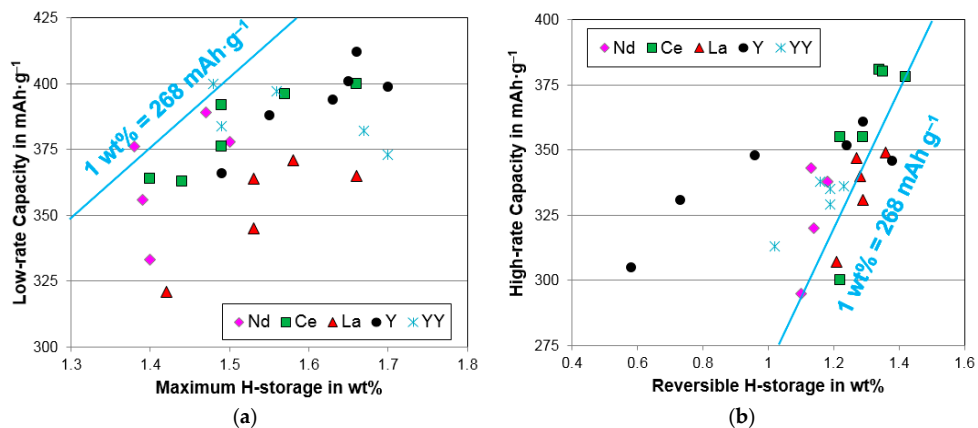 425
400
375
350
325
300
1.3
1.4
1.5
1.6
1.7
1.8
Low-rate Capacity in mAh·g⁻¹
Maximum H-storage in wt%
1 wt% = 268 mAh·g⁻¹
Nd Ce La Y YY
(a)
400
375
350
325
300
275
0.4
0.6
0.8
1
1.2
1.4
1.6
High-rate Capacity in mAh·g⁻¹
Reversible H-storage in wt%
1 wt% = 268 mAh g⁻¹
Nd Ce La Y YY
(b)